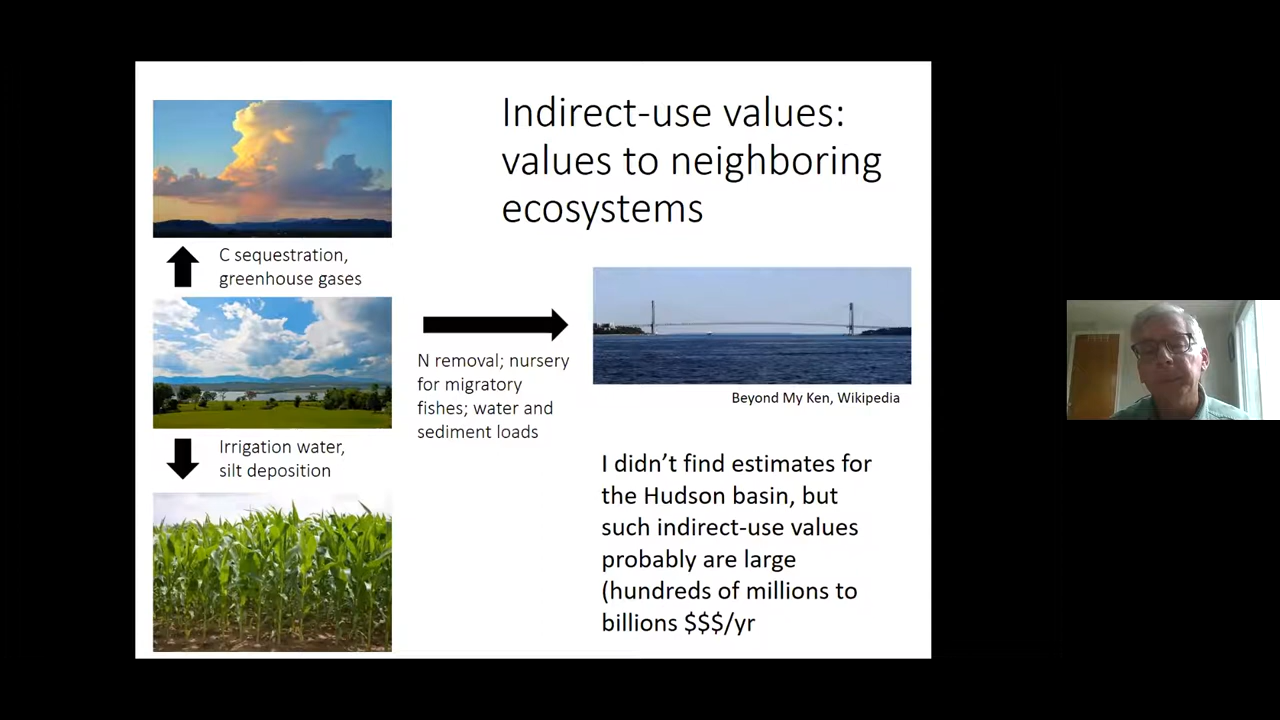 Indirect-use values:
values to neighboring
ecosystems
C sequestration,
greenhouse gases
N removal; nursery
for migratory
fishes; water and
sediment loads
Beyond My Ken, Wikipedia
Irrigation water,
silt deposition
I didn’t find estimates for
the Hudson basin, but
such indirect-use values
probably are large
(hundreds of millions to
billions $$$/yr